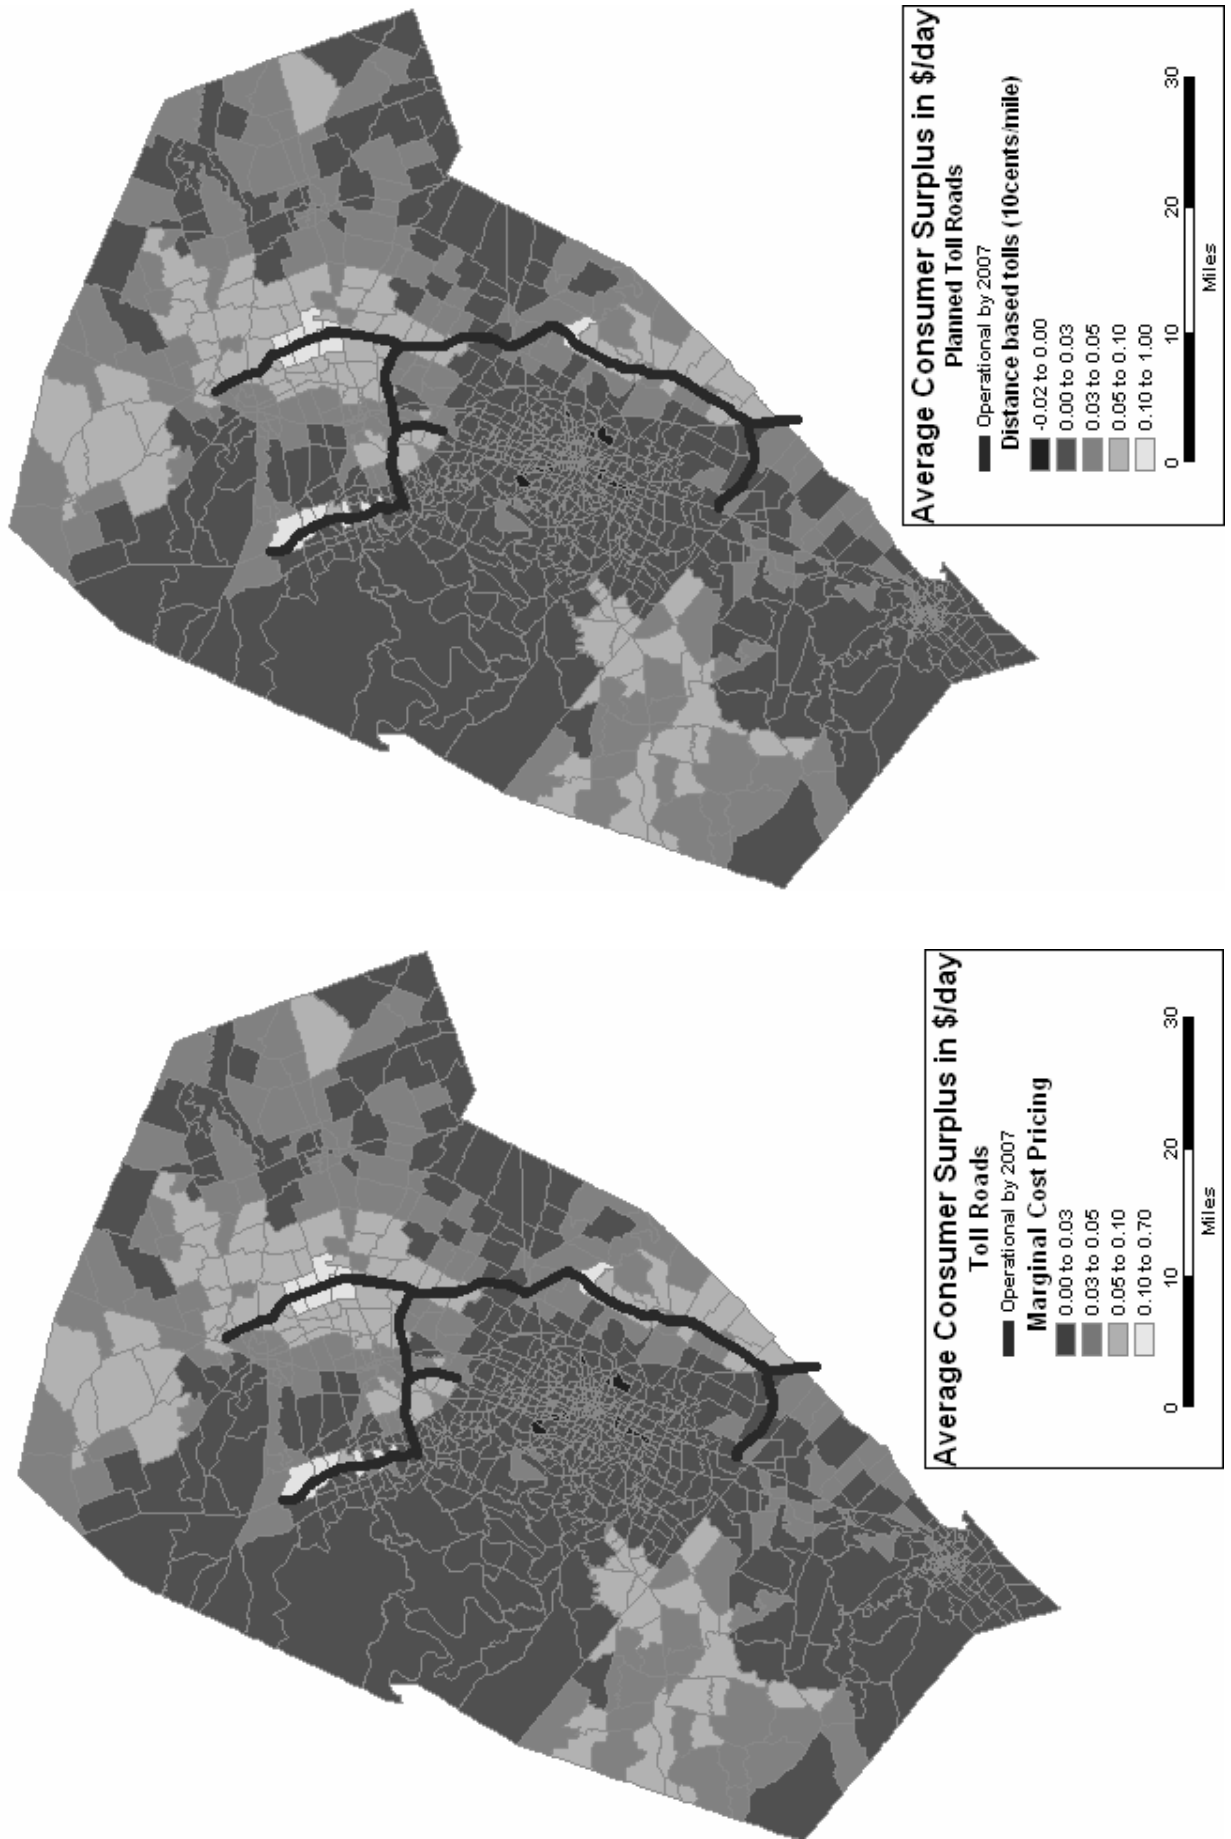 Average Consumer Surplus in $/day
Planned Toll Roads
Operational by 2007
Distance based tolls (10cents/mile)
-0.02 to 0.00
0.00 to 0.03
0.03 to 0.05
0.05 to 0.10
0.10 to 1.00
0 10 20 30
Miles
Average Consumer Surplus in $/day
Toll Roads
Operational by 2007
Marginal Cost Pricing
0.00 to 0.03
0.03 to 0.05
0.05 to 0.10
0.10 to 0.70
0 10 20 30
Miles